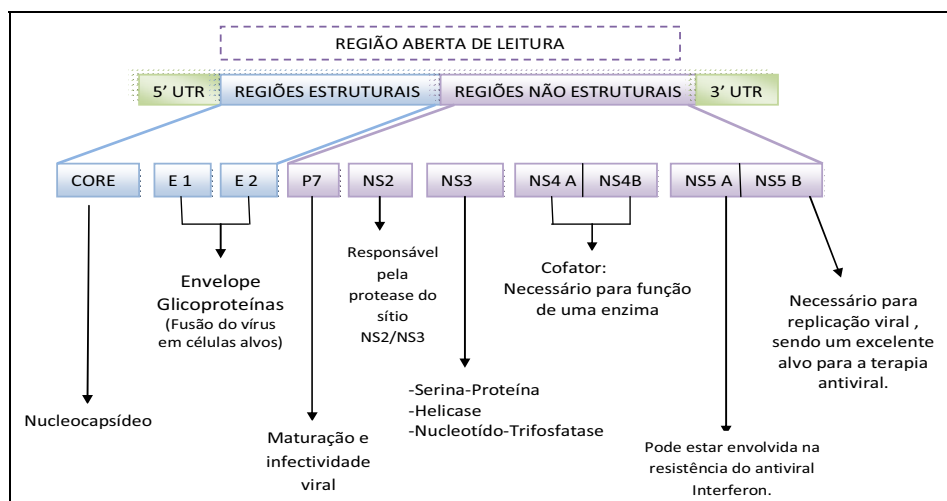 REGIÃO ABERTA DE LEITURA
5' UTR REGIÕES ESTRUTURAIS REGIÕES NÃO ESTRUTURAIS 3' UTR
CORE E 1 E 2 P7 NS2 NS3 NS4 A NS4B NS5 A NS5 B
Nucleocapsídeo
Envelope
Glicoproteínas
(Fusão do vírus
em células alvos)
Maturação e
infectividade
viral
Responsável
pela
protease do
sítio
NS2/NS3
-Serina-Proteína
-Helicase
-Nucleotído-Trifosfatase
Cofator:
Necessário para função
de uma enzima
Pode estar envolvida na
resistência do antiviral
Interferon.
Necessário para
replicação viral ,
sendo um excelente
alvo para a terapia
antiviral.